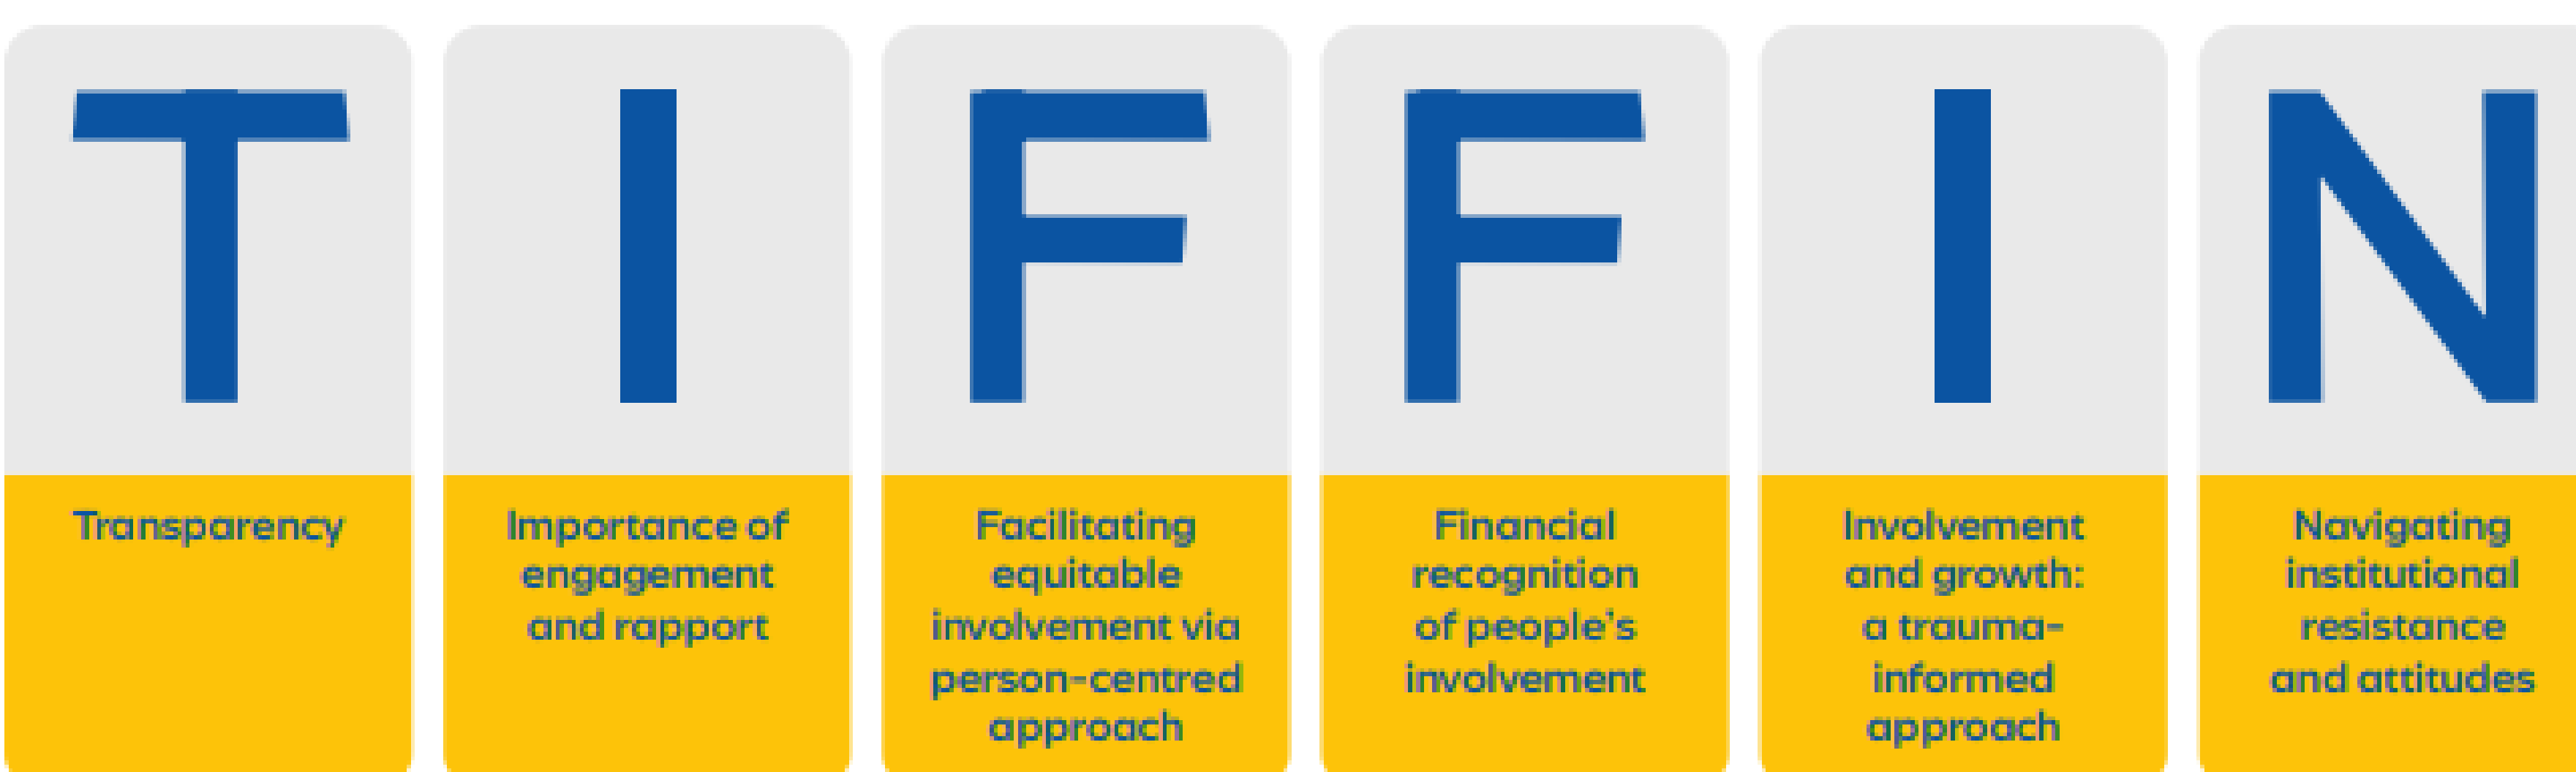 T I F F I N
Transparency
Importance of
engagement
and rapport
Facilitating
equitable
involvement via
person-centred
approach
Financial
recognition
of people's
involvement
Involvement
and growth:
a trauma-
informed
approach
Navigating
institutional
resistance
and attitudes